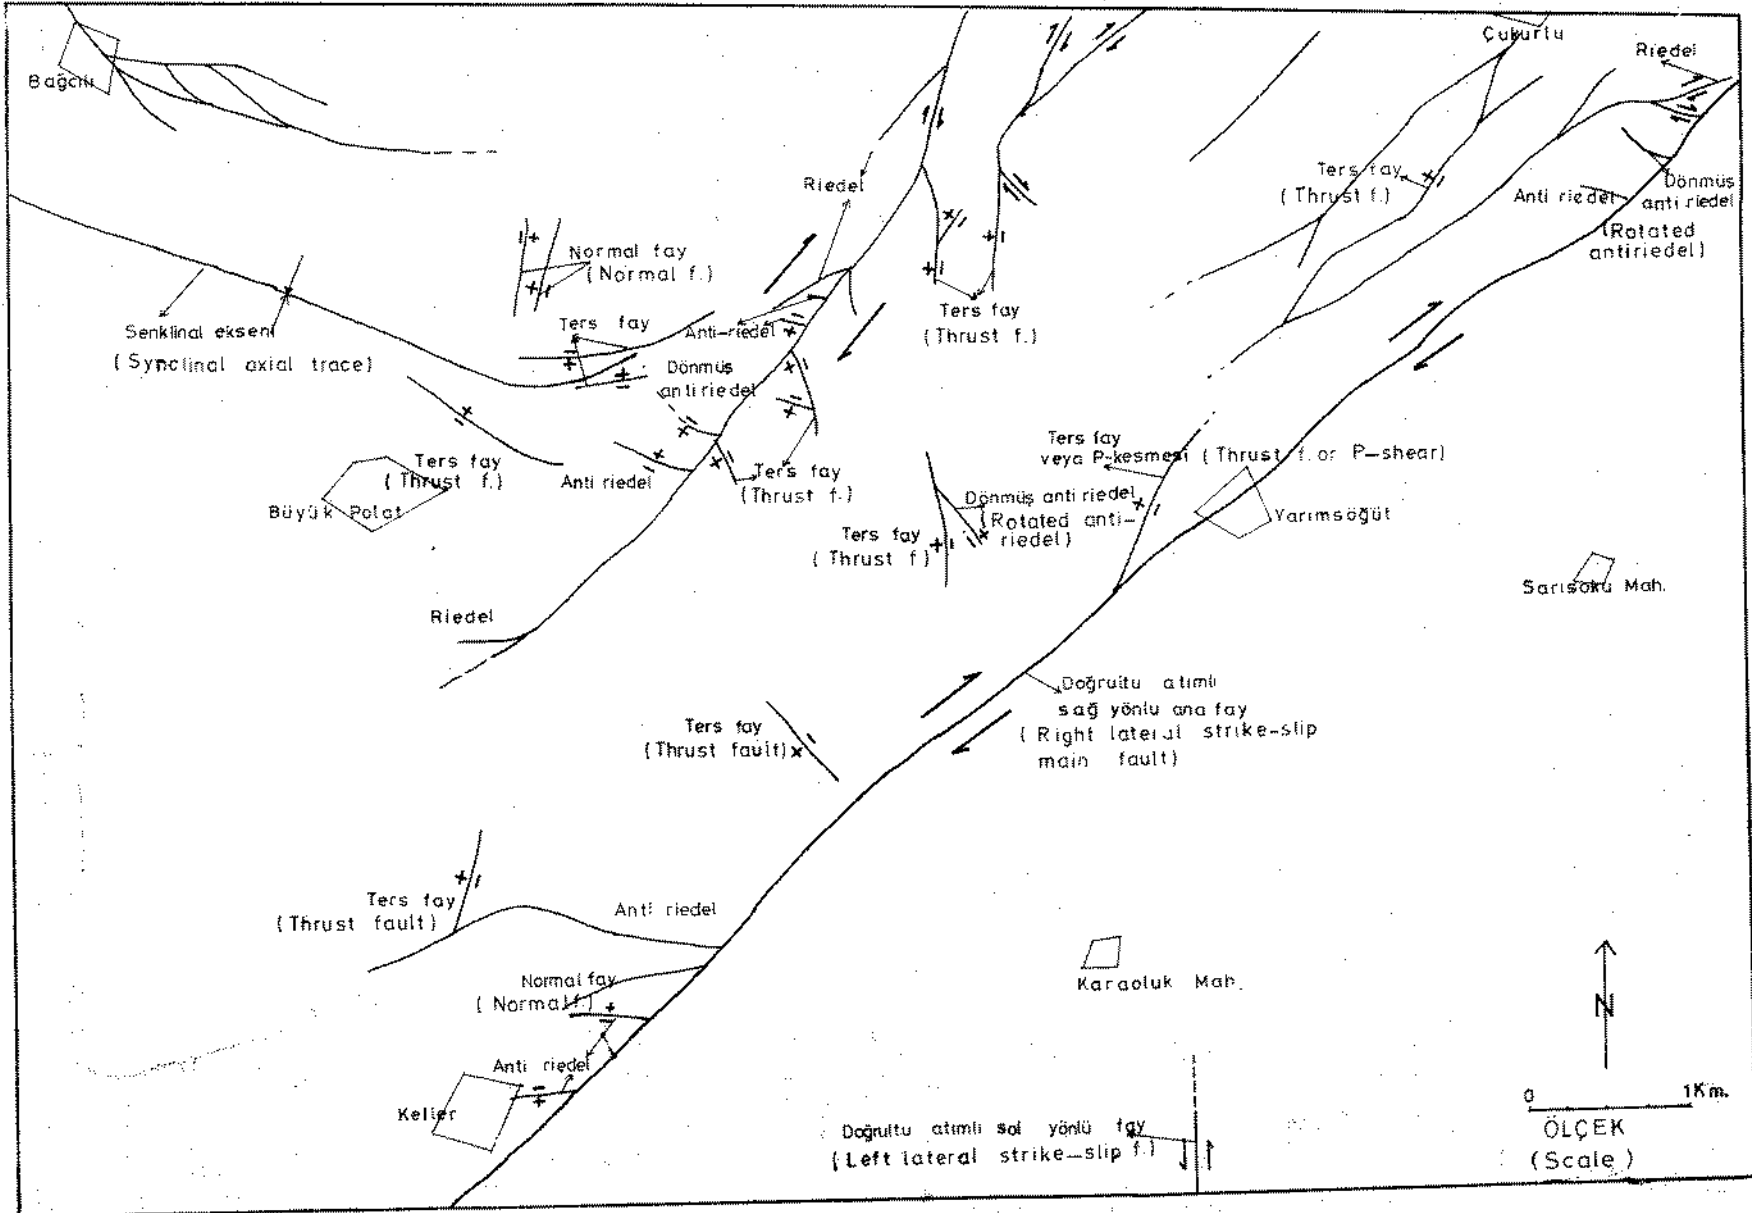 Çukurlu
Riedel
Bağcılı
Riedel
Ters fay
(Thrust f.)
Anti riedel
Dönmüş
anti riedel
(Rotated
antiriedel)
Normal fay
(Normal f.)
Senklinal ekseni
(Synclinal axial trace)
Ters fay
Anti-riedel
Ters fay
(Thrust f.)
Dönmüş
antiriedel
Ters fay
(Thrust f.)
Büyük Polat
Anti riedel
Ters fay
(Thrust f.)
Ters fay
veya P-kesmesi (Thrust f. or P-shear)
Dönmüş anti riedel
(Rotated anti-
riedel)
Ters fay
(Thrust f)
Yarımsöğüt
Sarısoku Mah.
Riedel
Doğrultu atımlı
sağ yönlu ana fay
(Right lateral strike-slip
main fault)
Ters fay
(Thrust fault)
Ters fay
(Thrust fault)
Anti riedel
Normal fay
(Normal f.)
Anti riedel
Keller
Karaoluk Mah.
N
0 1Km.
ÖLÇEK
(Scale)
Doğrultu atımlı sol yönlü fay
(Left lateral strike-slip f.)